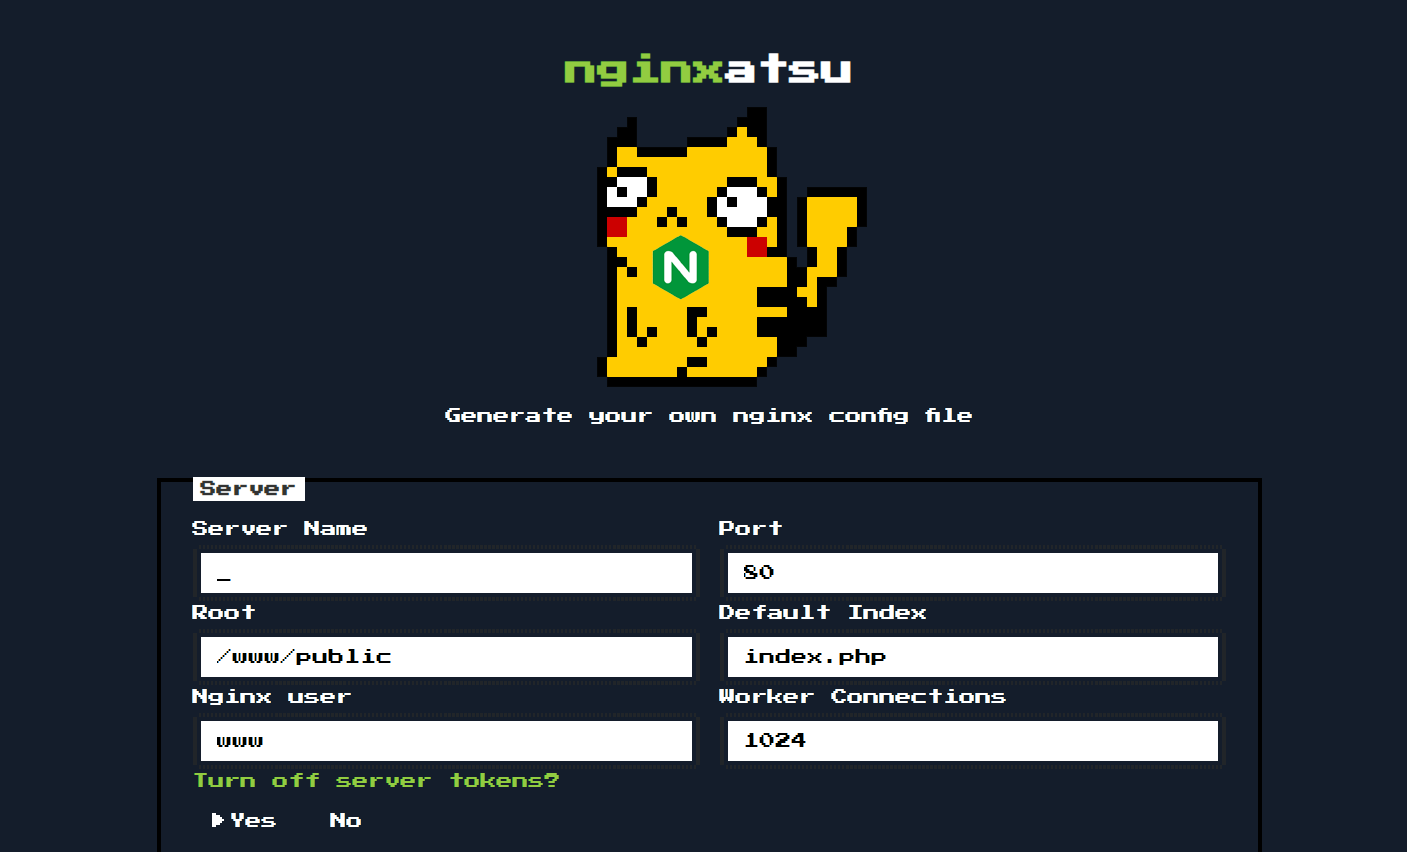 nginxatsu
N
Generate your own nginx config file
Server
Server Name
Port
_
80
Root
Default Index
/www/public
index.php
Nginx user
Worker Connections
www
1024
Turn off server tokens?
Yes No